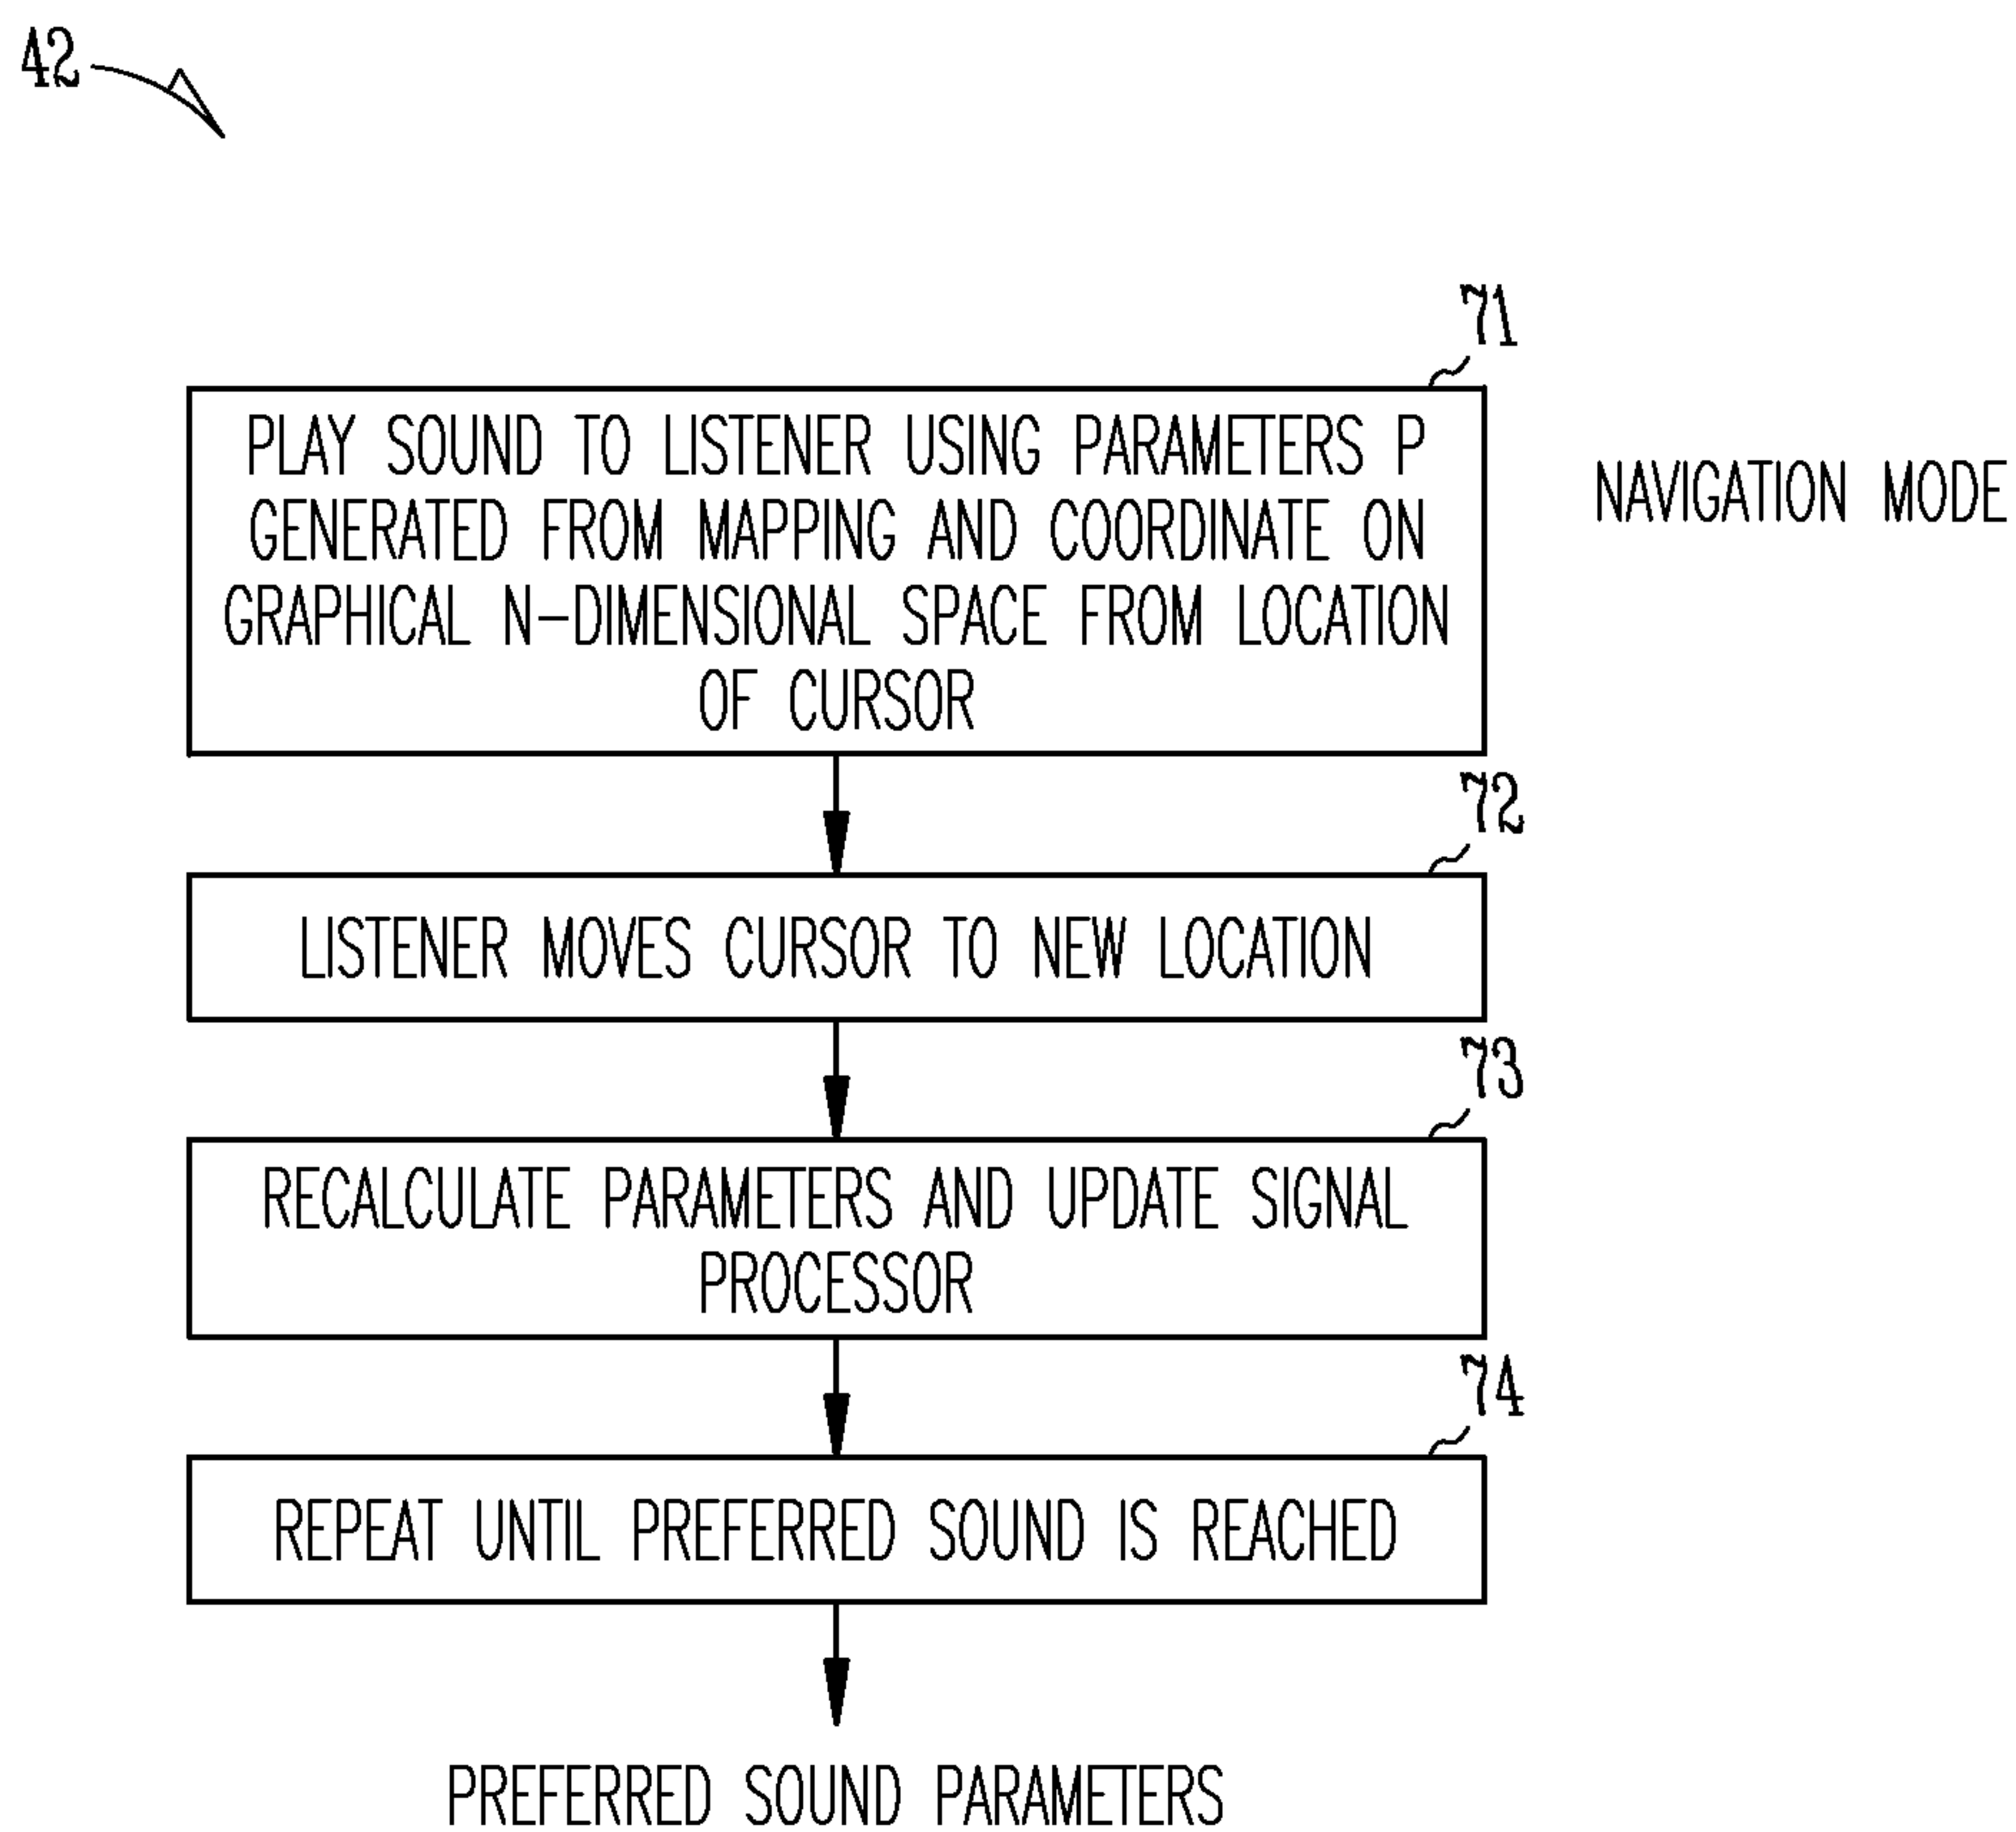 42
71
PLAY SOUND TO LISTENER USING PARAMETERS P
GENERATED FROM MAPPING AND COORDINATE ON
GRAPHICAL N-DIMENSIONAL SPACE FROM LOCATION
OF CURSOR
NAVIGATION MODE
72
LISTENER MOVES CURSOR TO NEW LOCATION
73
RECALCULATE PARAMETERS AND UPDATE SIGNAL
PROCESSOR
74
REPEAT UNTIL PREFERRED SOUND IS REACHED
PREFERRED SOUND PARAMETERS